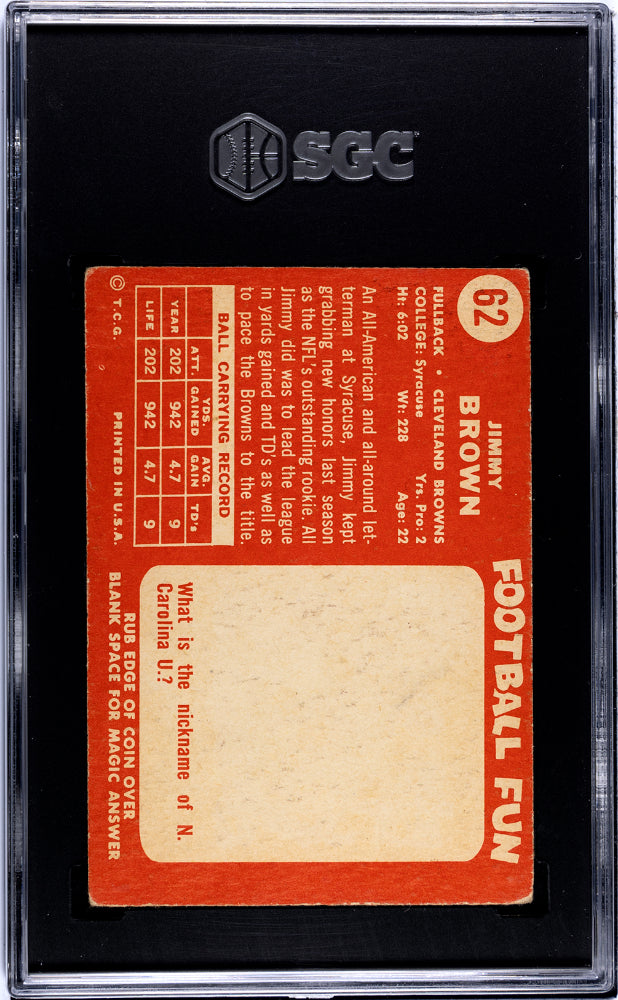 SGC
62
JIMMY
BROWN
FULLBACK • CLEVELAND BROWNS
COLLEGE: Syracuse Yrs. Pro: 2
Ht: 6:02 Wt: 228 Age: 22
An All-American and all-around let-
terman at Syracuse, Jimmy kept
grabbing new honors last season
as the NFL's outstanding rookie. All
Jimmy did was to lead the league
in yards gained and TD's as well as
to pace the Browns to the title.
BALL CARRYING RECORD
ATT. YDS. GAINED AVG. GAIN TD's
YEAR 202 942 4.7 9
LIFE 202 942 4.7 9
© T.C.G. PRINTED IN U.S.A.
FOOTBALL FUN
What is the nickname of N.
Carolina U.?
RUB EDGE OF COIN OVER
BLANK SPACE FOR MAGIC ANSWER